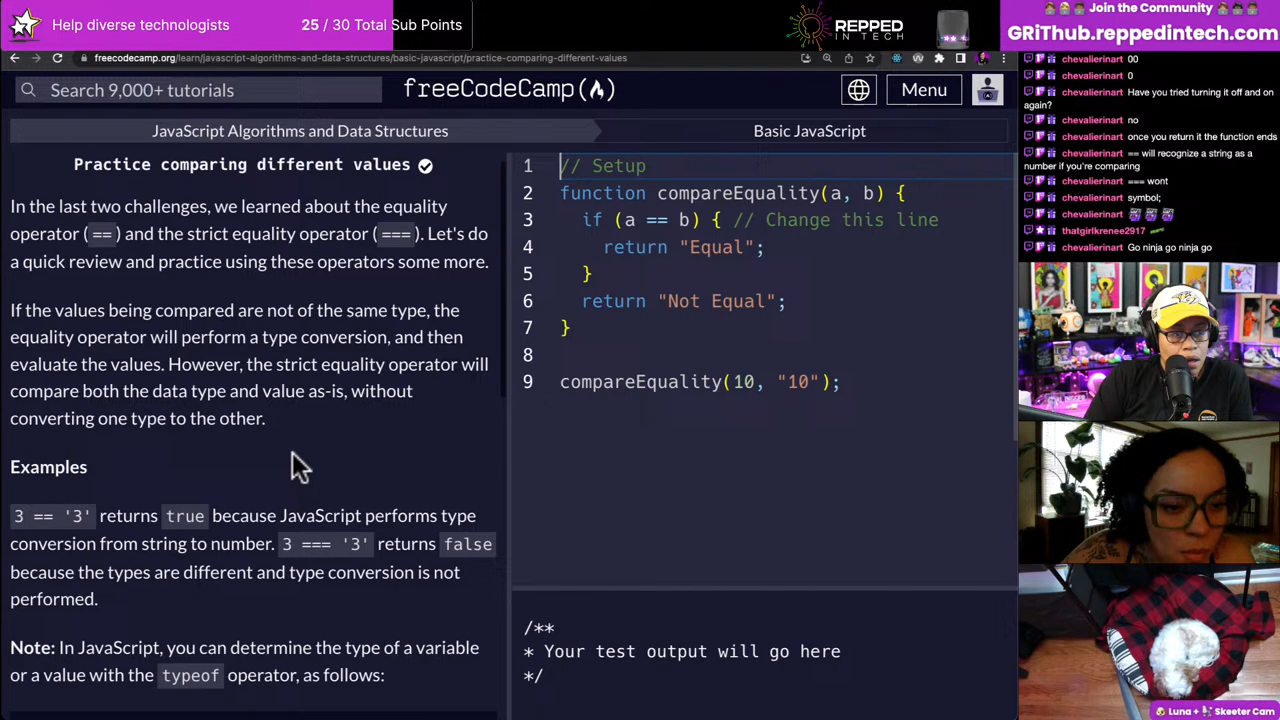 Help diverse technologists
25 / 30 Total Sub Points
REPPED
IN TECH
Join the Community
GRiThub.reppedintech.com
freecodecamp.org/learn/javascript-algorithms-and-data-structures/basic-javascript/practice-comparing-different-values
Search 9,000+ tutorials
freeCodeCamp
Menu
JavaScript Algorithms and Data Structures
Basic JavaScript
Practice comparing different values
In the last two challenges, we learned about the equality
operator (==) and the strict equality operator (===). Let's do
a quick review and practice using these operators some more.
If the values being compared are not of the same type, the
equality operator will perform a type conversion, and then
evaluate the values. However, the strict equality operator will
compare both the data type and value as-is, without
converting one type to the other.
Examples
3 == '3' returns true because JavaScript performs type
conversion from string to number. 3 === '3' returns false
because the types are different and type conversion is not
performed.
Note: In JavaScript, you can determine the type of a variable
or a value with the typeof operator, as follows:
1 // Setup
2 function compareEquality(a, b) {
3 if (a == b) { // Change this line
4 return "Equal";
5 }
6 return "Not Equal";
7 }
8
9 compareEquality(10, "10");
/**
* Your test output will go here
*/
chevalierinart 00
chevalierinart 0
chevalierinart Have you tried turning it off and on
again?
chevalierinart no
chevalierinart once you return it the function ends
chevalierinart == will recognize a string as a
number if you're comparing
chevalierinart === wont
chevalierinart symbol;
chevalierinart
thatgirlkrenee2917
chevalierinart Go ninja go ninja go
Luna + Skeeter Cam